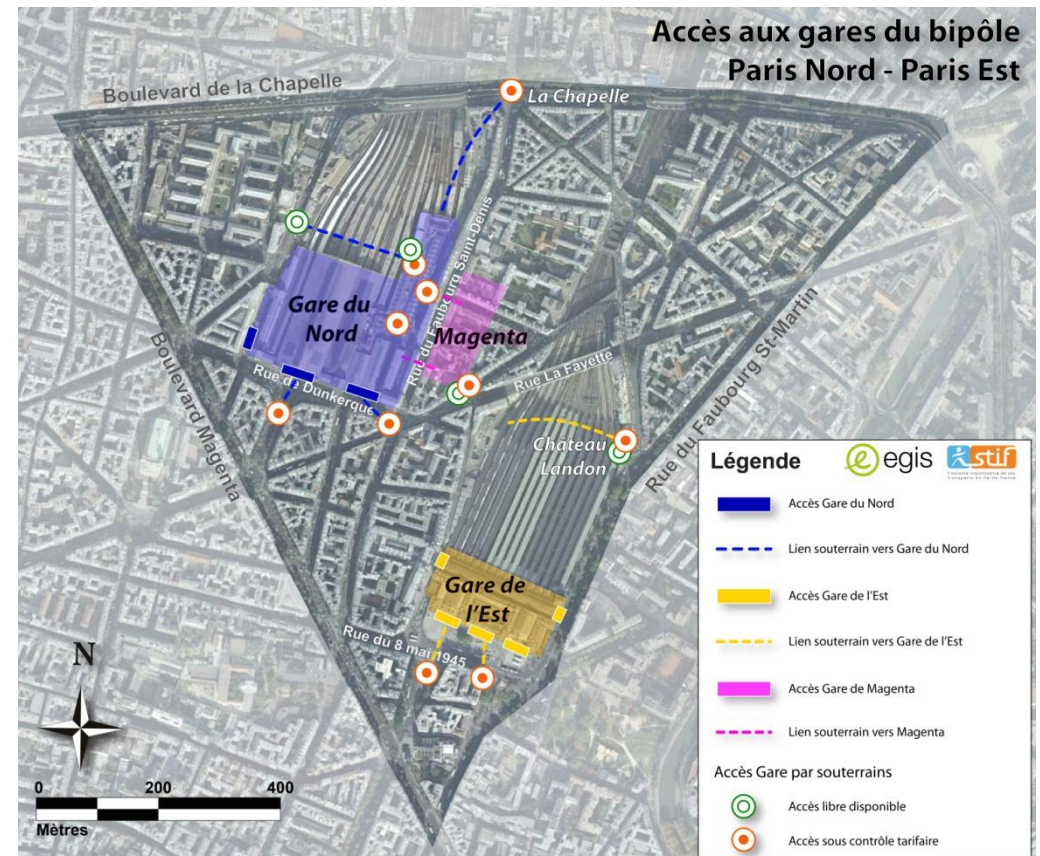 Accès aux gares du bipôle
Paris Nord - Paris Est
Boulevard de la Chapelle
La Chapelle
Rue du Faubourg Saint-Denis
Gare du
Nord
Magenta
Rue La Fayette
Rue de Dunkerque
Boulevard Magenta
Rue du Faubourg St-Martin
Château
Landon
Gare de
l'Est
Rue du 8 mai 1945
N
0 200 400
Mètres
Légende
egis
stif
Accès Gare du Nord
Lien souterrain vers Gare du Nord
Accès Gare de l'Est
Lien souterrain vers Gare de l'Est
Accès Gare de Magenta
Lien souterrain vers Magenta
Accès Gare par souterrains
Accès libre disponible
Accès sous contrôle tarifaire